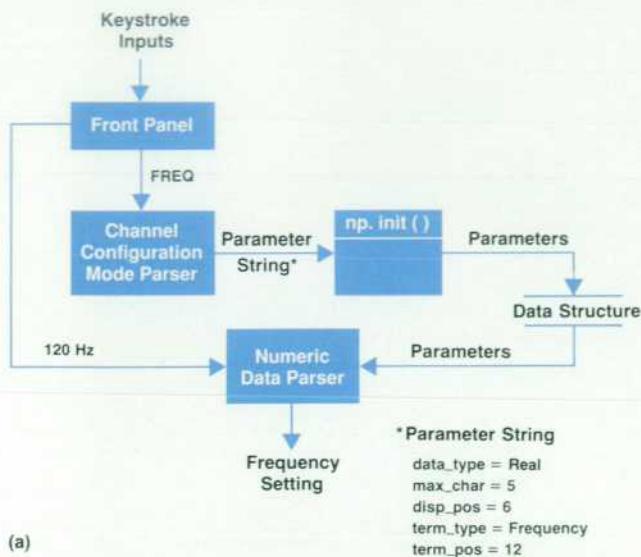 Keystroke
Inputs
Front Panel
FREQ
Channel
Configuration
Mode Parser
Parameter
String*
np. init ( )
Parameters
Data Structure
120 Hz
Numeric
Data Parser
Parameters
Frequency
Setting
*Parameter String
data_type = Real
max_char = 5
disp_pos = 6
term_type = Frequency
term_pos = 12
(a)